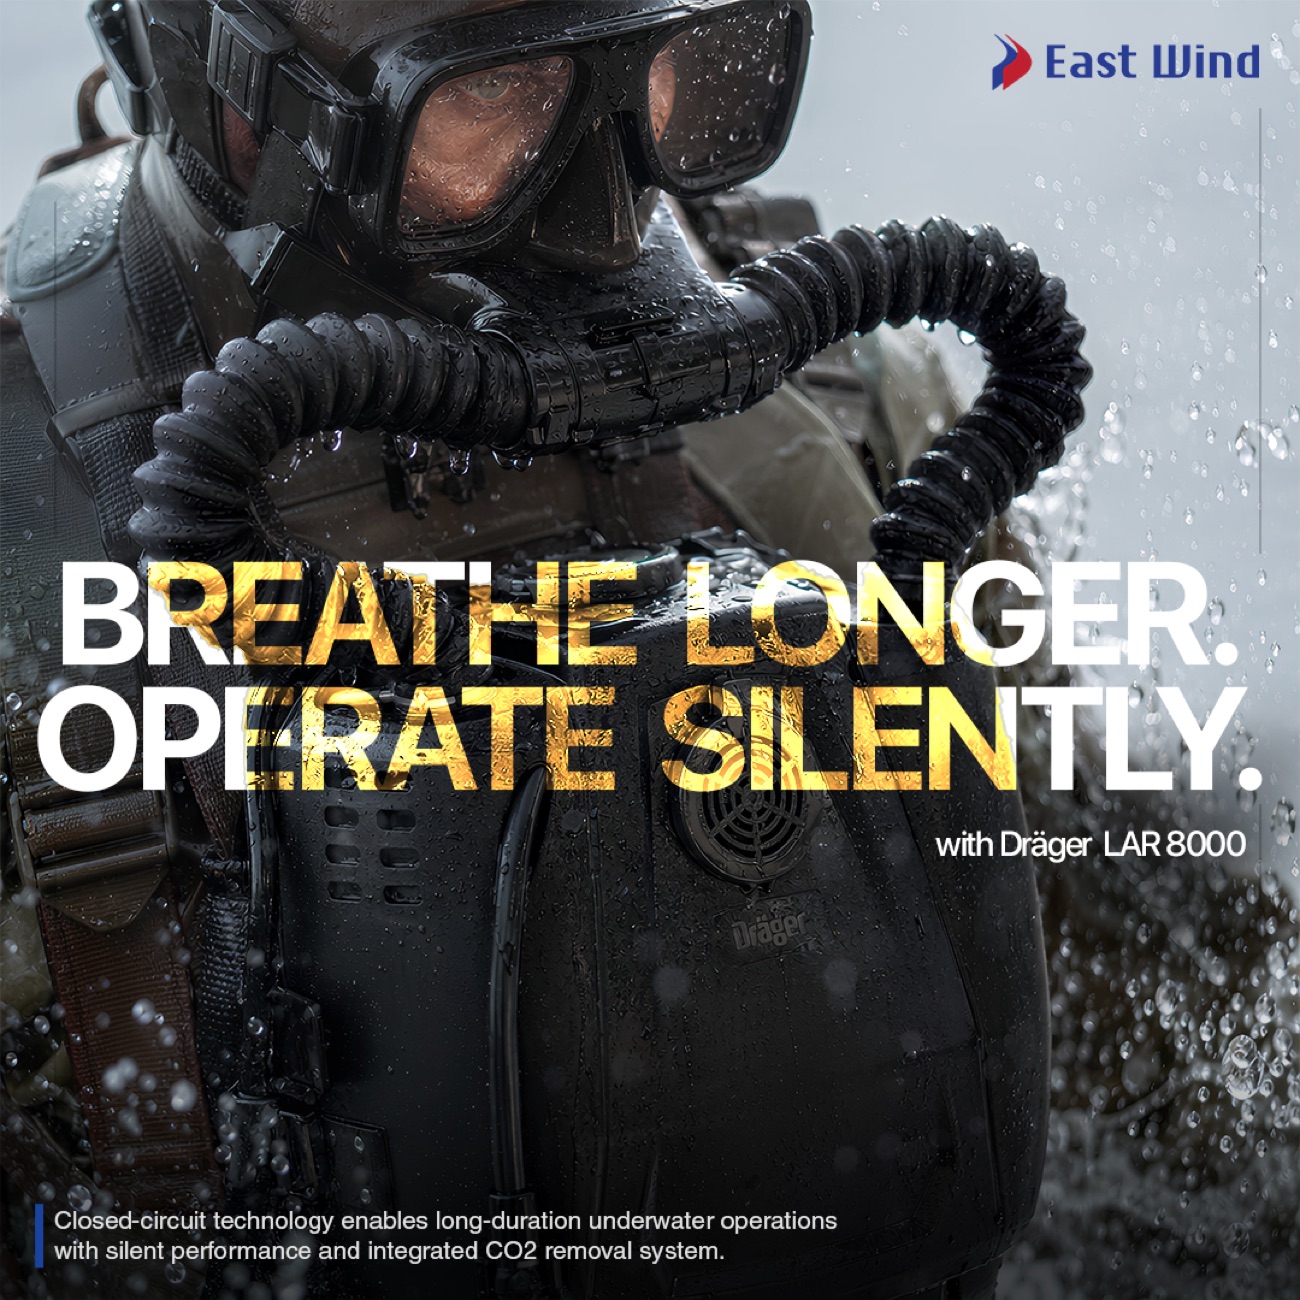 East Wind
BREATHE LONGER.
OPERATE SILENTLY.
with Dräger LAR 8000
Dräger
Closed-circuit technology enables long-duration underwater operations
with silent performance and integrated CO2 removal system.